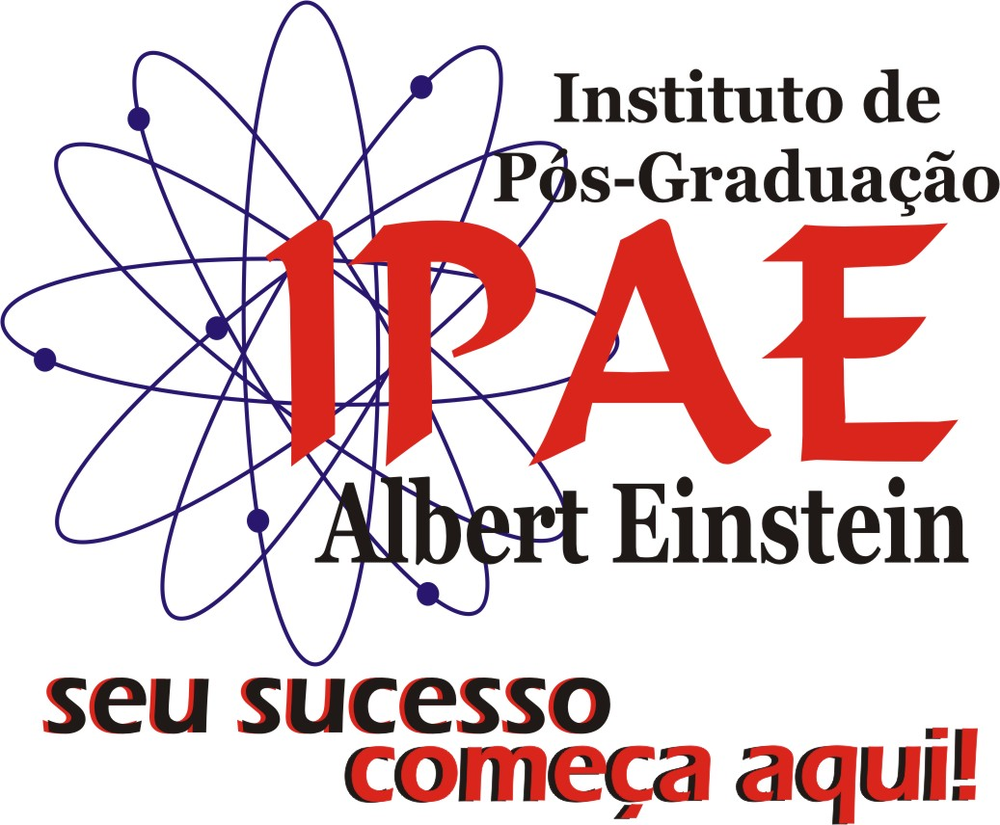 Instituto de
Pós-Graduação
IPAE
Albert Einstein
seu sucesso
começa aqui!